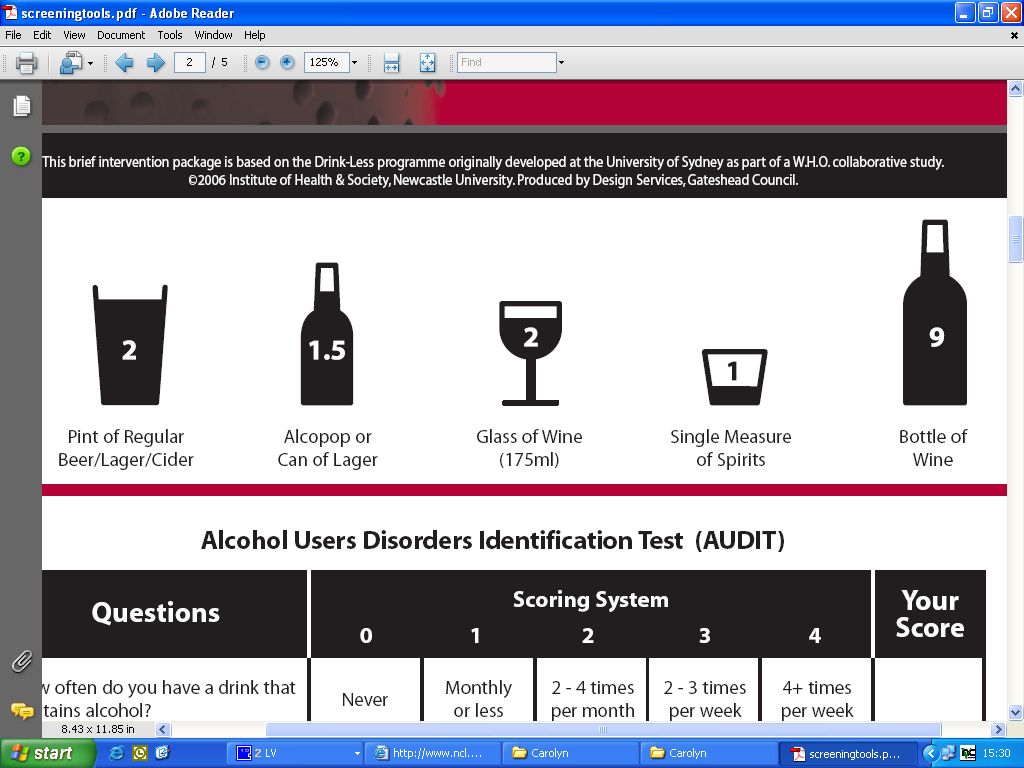 screeningtools.pdf - Adobe Reader
File Edit View Document Tools Window Help
2 / 5 125% Find
This brief intervention package is based on the Drink-Less programme originally developed at the University of Sydney as part of a W.H.O. collaborative study.
©2006 Institute of Health & Society, Newcastle University. Produced by Design Services, Gateshead Council.
2 1.5 2 1 9
Pint of Regular Alcopop or Glass of Wine Single Measure Bottle of
Beer/Lager/Cider Can of Lager (175ml) of Spirits Wine
Alcohol Users Disorders Identification Test (AUDIT)
Questions Scoring System Your Score
0 1 2 3 4
w often do you have a drink that Never Monthly 2 - 4 times 2 - 3 times 4+ times
tains alcohol? or less per month per week per week
8.43 x 11.85 in
start 2 LV http://www.ncl.... Carolyn Carolyn screeningtools.p... 15:30